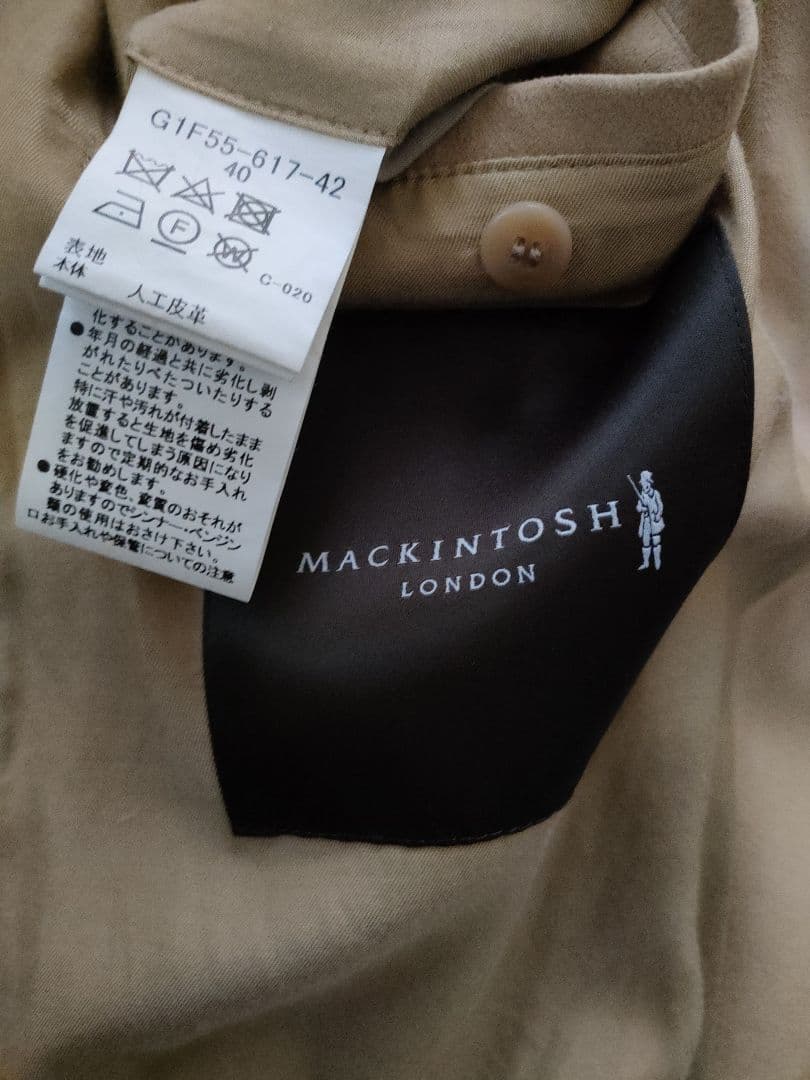 G1F55-617-42
40
F
W
C-020
表地
本体
人工皮革
化することがあります。
●年月の経過と共に劣化し剥
がれたりべたついたりする
ことがあります。
特に汗や汚れが付着したまま
放置すると生地を傷め劣化
を促進してしまう原因になり
ますので定期的なお手入れ
をお勧めします。
●硬化や変色、変質のおそれが
ありますのでシンナー・ベンジン
類の使用はおさけ下さい。
口お手入れや保管についての注意
MACKINTOSH
LONDON